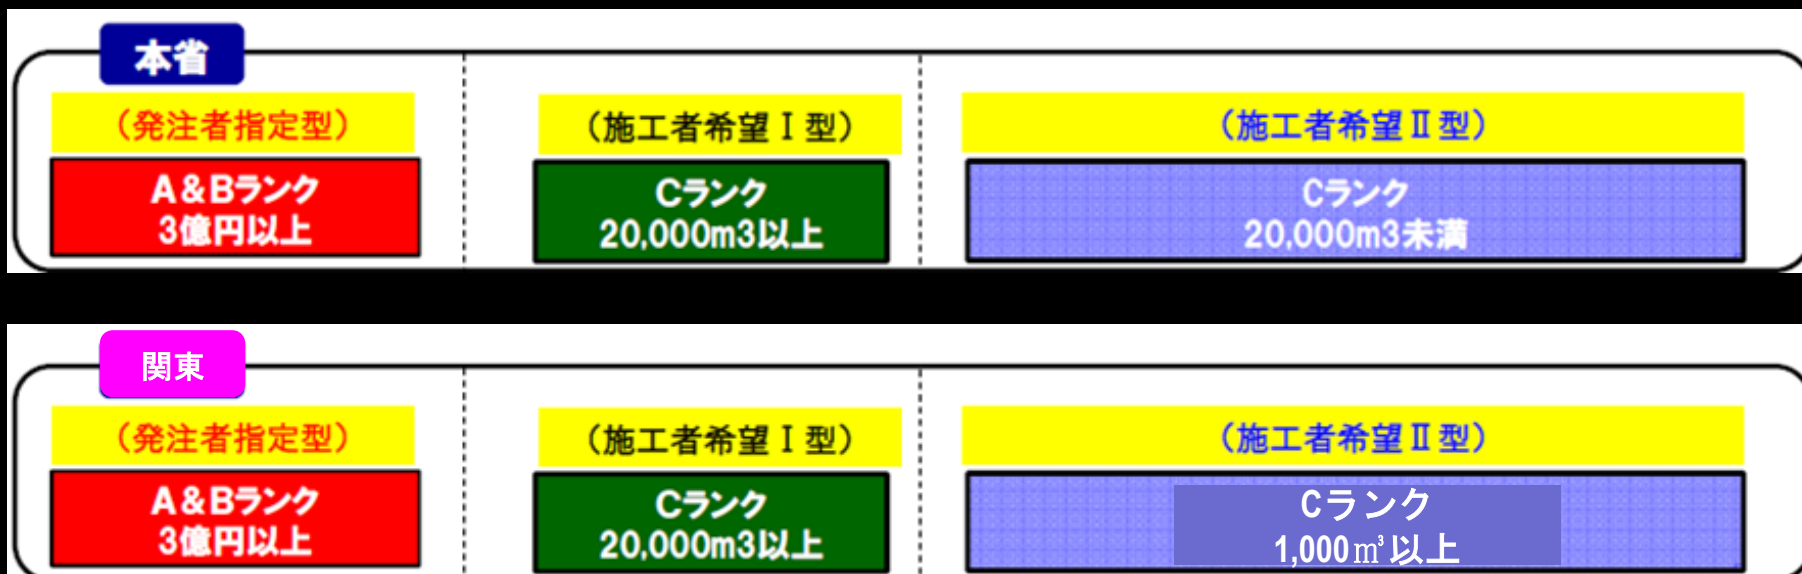 本省
（発注者指定型）
（施工者希望Ⅰ型）
（施工者希望Ⅱ型）
A&Bランク
3億円以上
Cランク
20,000m3以上
Cランク
20,000m3未満
関東
（発注者指定型）
（施工者希望Ⅰ型）
（施工者希望Ⅱ型）
A&Bランク
3億円以上
Cランク
20,000m3以上
Cランク
1,000㎥以上